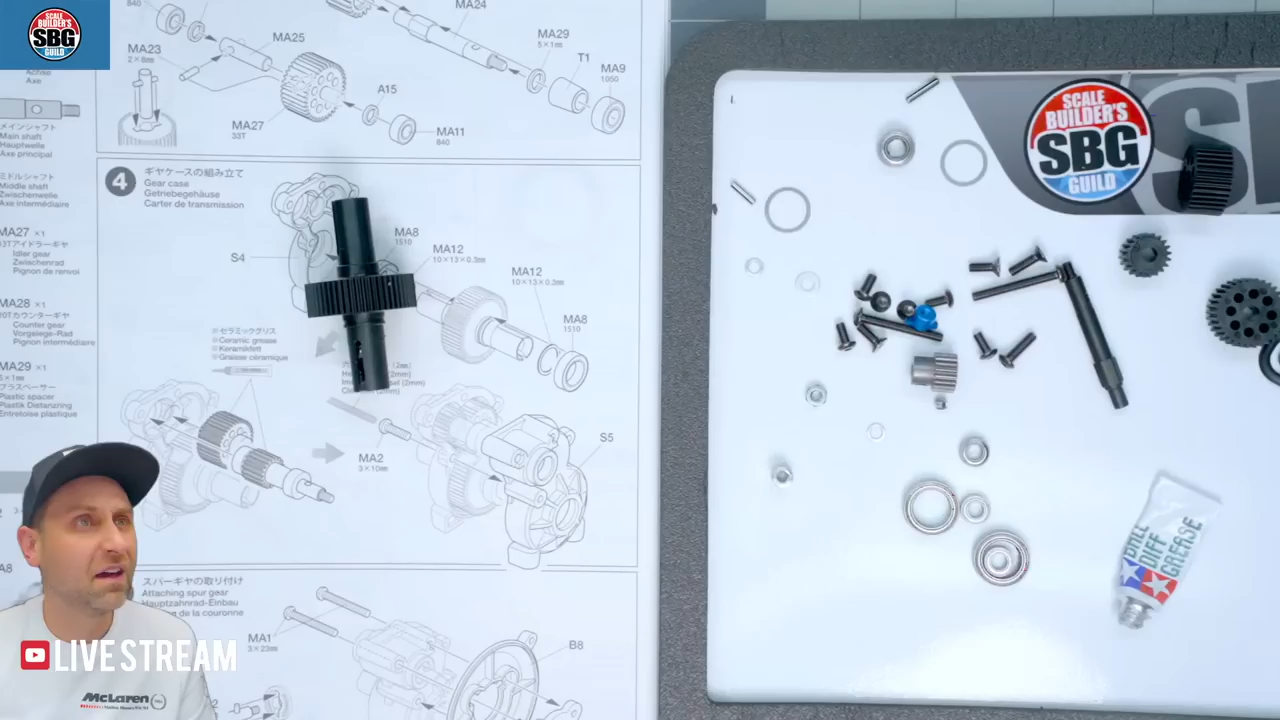 SCALE
BUILDER'S
SBG
GUILD
840
MA23
2×8mm
MA25
MA27
33T
A15
MA11
840
MA24
MA29
5×1mm
T1
MA9
1050
Achse
Axe
メインシャフト
Main shaft
Hauptwelle
Axe principal
ミドルシャフト
Middle shaft
Zwischenwelle
Axe intermédiaire
MA27 ×1
33Tアイドラーギヤ
Idler gear
Zwischenrad
Pignon de renvoi
MA28 ×1
20Tカウンターギヤ
Counter gear
Vorgelege-Rad
Pignon intermédiaire
MA29 ×1
5×1mm
プラスペーサー
Plastic spacer
Plastik Distanzring
Entretoise plastique
4
ギヤケースの組み立て
Gear case
Getriebegehäuse
Carter de transmission
S4
MA8
1510
MA12
10×13×0.3mm
MA12
10×13×0.3mm
MA8
1510
※セラミックグリス
※Ceramic grease
※Keramikfett
※Graisse céramique
(2mm)
(2mm)
(2mm)
MA2
3×10mm
S5
スパーギヤの取り付け
Attaching spur gear
Hauptzahnrad-Einbau
de la couronne
MA1
3×23mm
B8
LIVE STREAM
McLaren
SCALE
BUILDER'S
SBG
GUILD
BALL
DIFF
GREASE